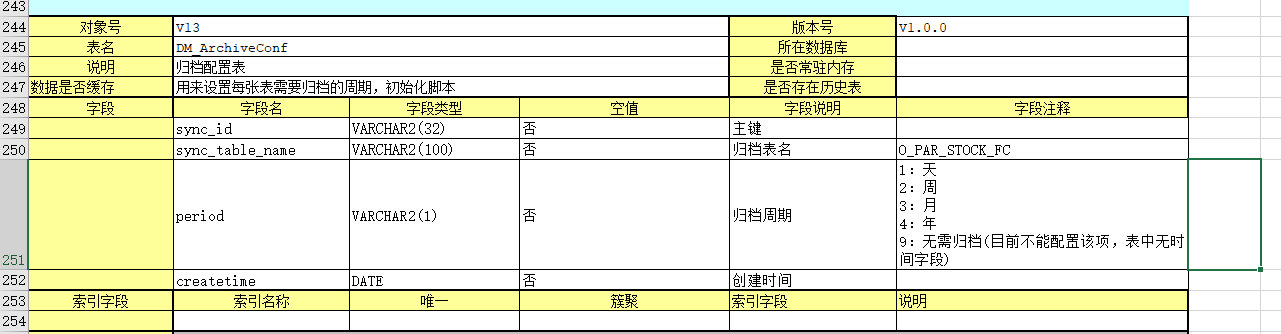 243
244 对象号 V13 版本号 V1.0.0
245 表名 DM_ArchiveConf 所在数据库
246 说明 归档配置表 是否常驻内存
247 数据是否缓存 用来设置每张表需要归档的周期，初始化脚本 是否存在历史表
248 字段 字段名 字段类型 空值 字段说明 字段注释
249 sync_id VARCHAR2(32) 否 主键
250 sync_table_name VARCHAR2(100) 否 归档表名 O_PAR_STOCK_FC
251 period VARCHAR2(1) 否 归档周期 1：天
2：周
3：月
4：年
9：无需归档(目前不能配置该项，表中无时
间字段)
252 createtime DATE 否 创建时间
253 索引字段 索引名称 唯一 簇聚 索引字段 说明
254